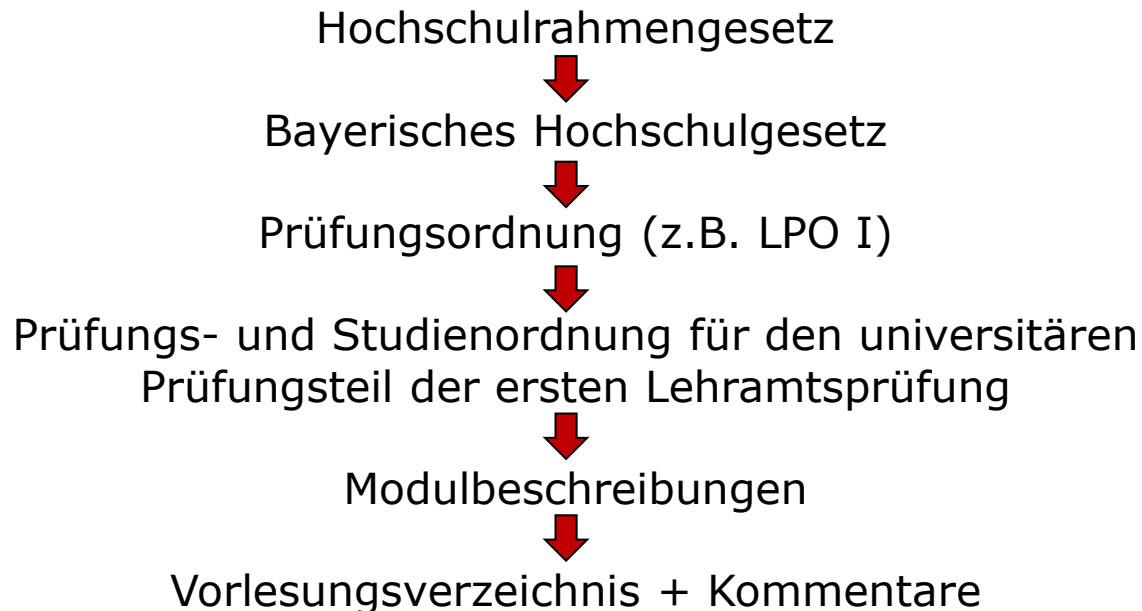 Hochschulrahmengesetz
Bayerisches Hochschulgesetz
Prüfungsordnung (z.B. LPO I)
Prüfungs- und Studienordnung für den universitären
Prüfungsteil der ersten Lehramtsprüfung
Modulbeschreibungen
Vorlesungsverzeichnis + Kommentare